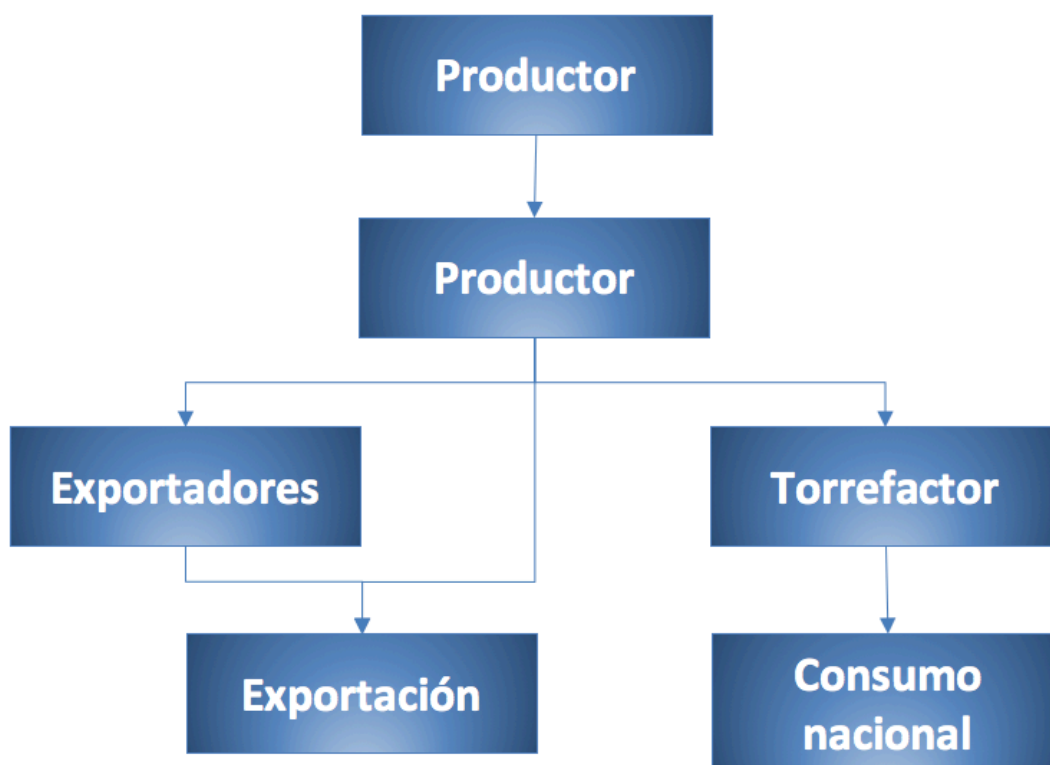 Productor
Productor
Exportadores
Torrefactor
Exportación
Consumo
nacional